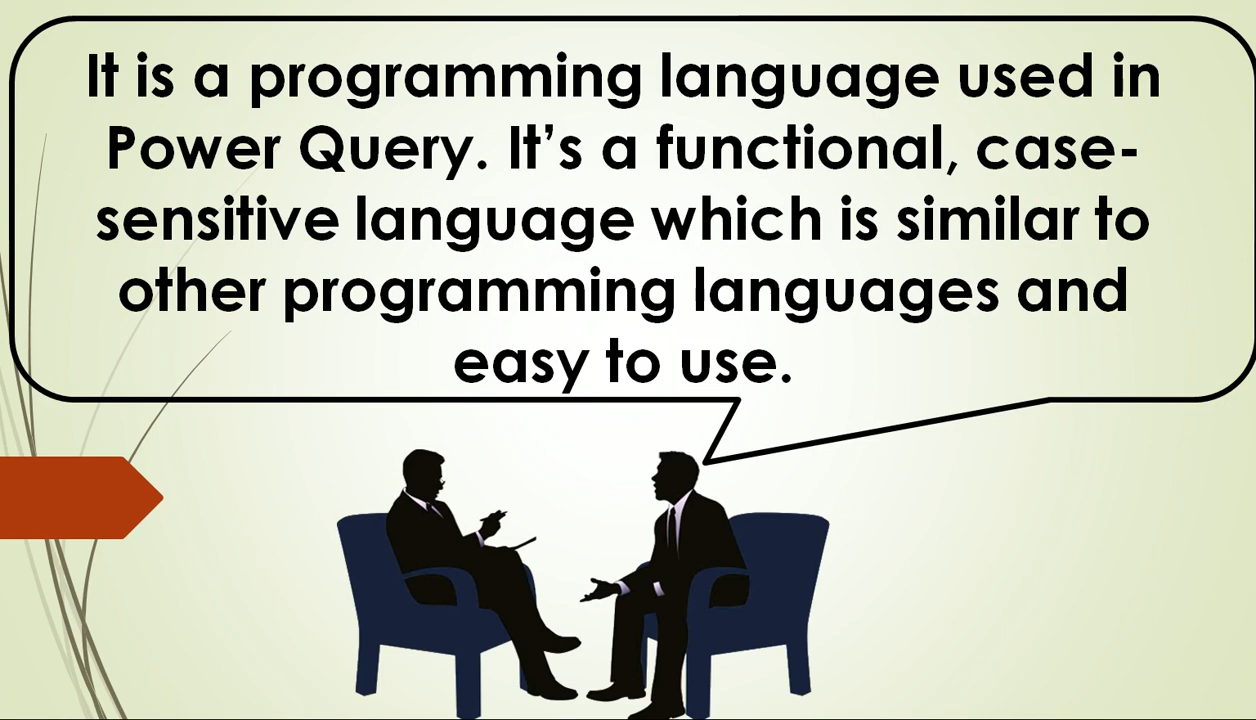 It is a programming language used in
Power Query. It’s a functional, case-
sensitive language which is similar to
other programming languages and
easy to use.